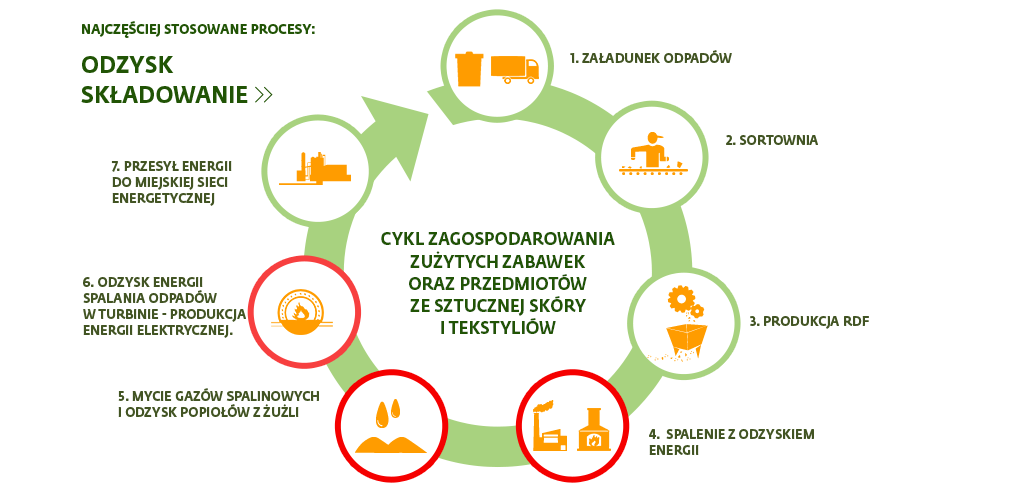 NAJCZĘŚCIEJ STOSOWANE PROCESY:
ODZYSK
SKŁADOWANIE
1. ZAŁADUNEK ODPADÓW
2. SORTOWNIA
3. PRODUKCJA RDF
4. SPALENIE Z ODZYSKIEM
ENERGII
5. MYCIE GAZÓW SPALINOWYCH
I ODZYSK POPIOŁÓW Z ŻUŻLI
6. ODZYSK ENERGII
SPALANIA ODPADÓW
W TURBINIE - PRODUKCJA
ENERGII ELEKTRYCZNEJ.
7. PRZESYŁ ENERGII
DO MIEJSKIEJ SIECI
ENERGETYCZNEJ
CYKL ZAGOSPODAROWANIA
ZUŻYTYCH ZABAWEK
ORAZ PRZEDMIOTÓW
ZE SZTUCZNEJ SKÓRY
I TEKSTYLIÓW